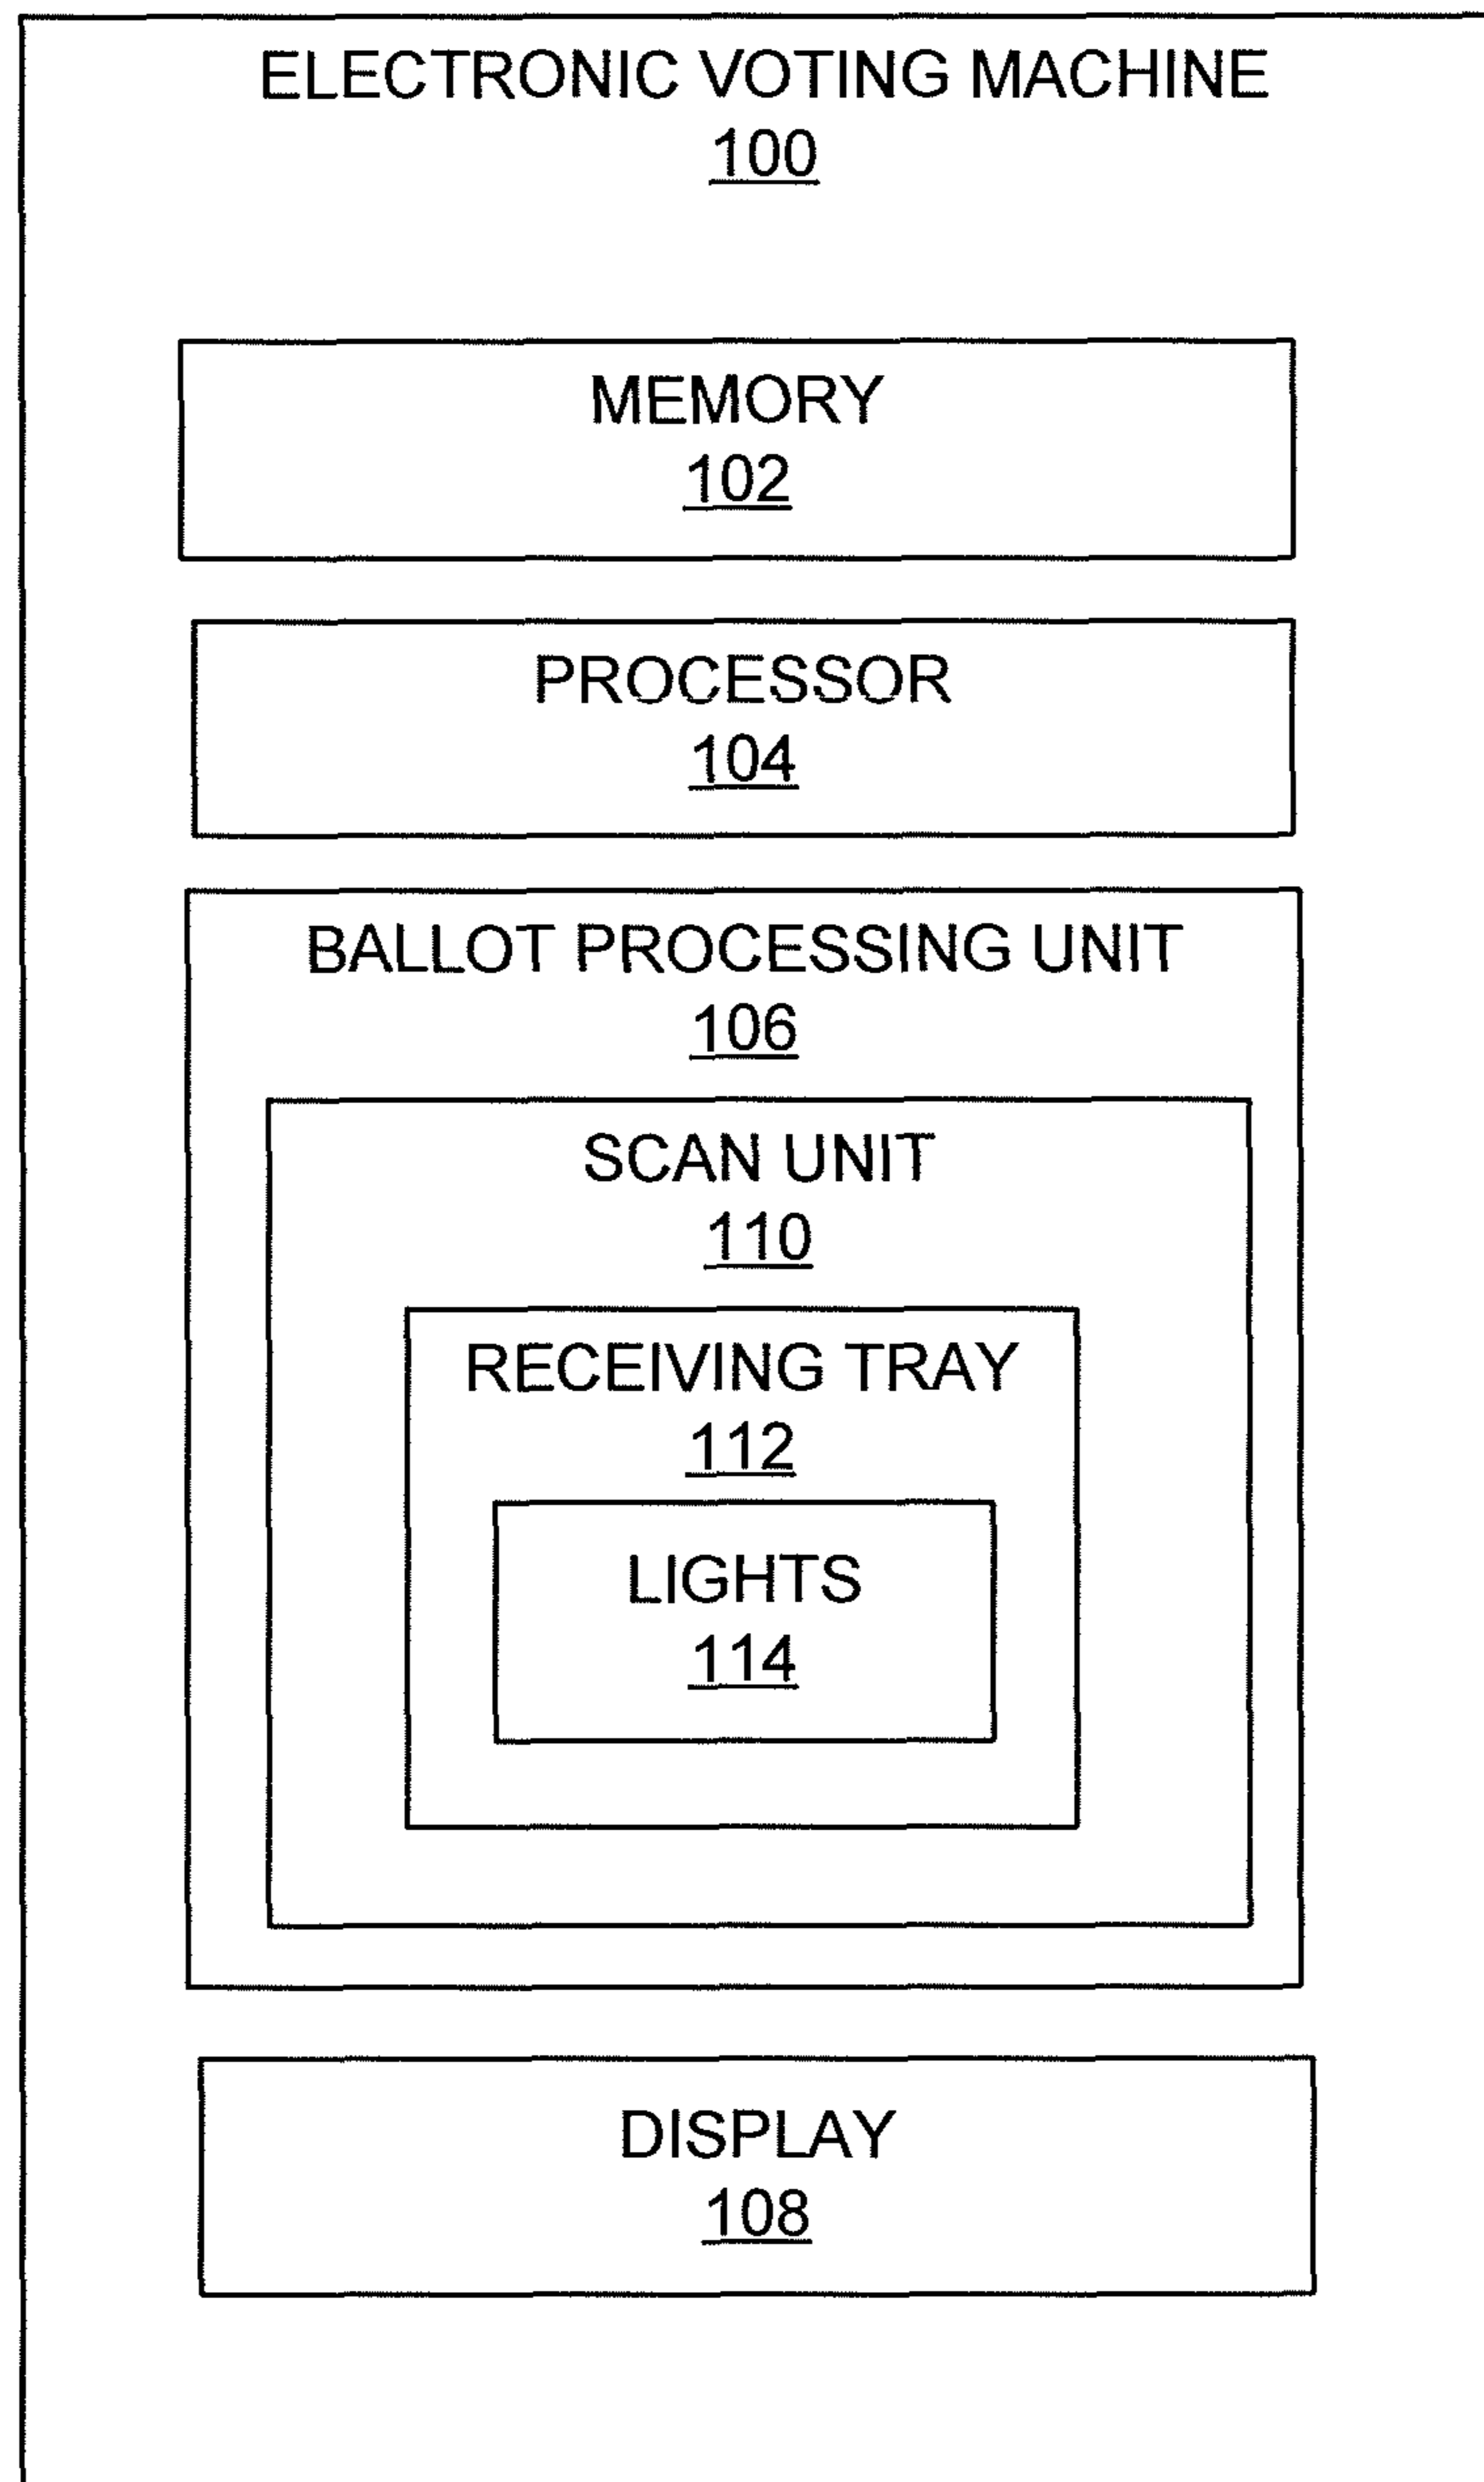 ELECTRONIC VOTING MACHINE
100
MEMORY
102
PROCESSOR
104
BALLOT PROCESSING UNIT
106
SCAN UNIT
110
RECEIVING TRAY
112
LIGHTS
114
DISPLAY
108